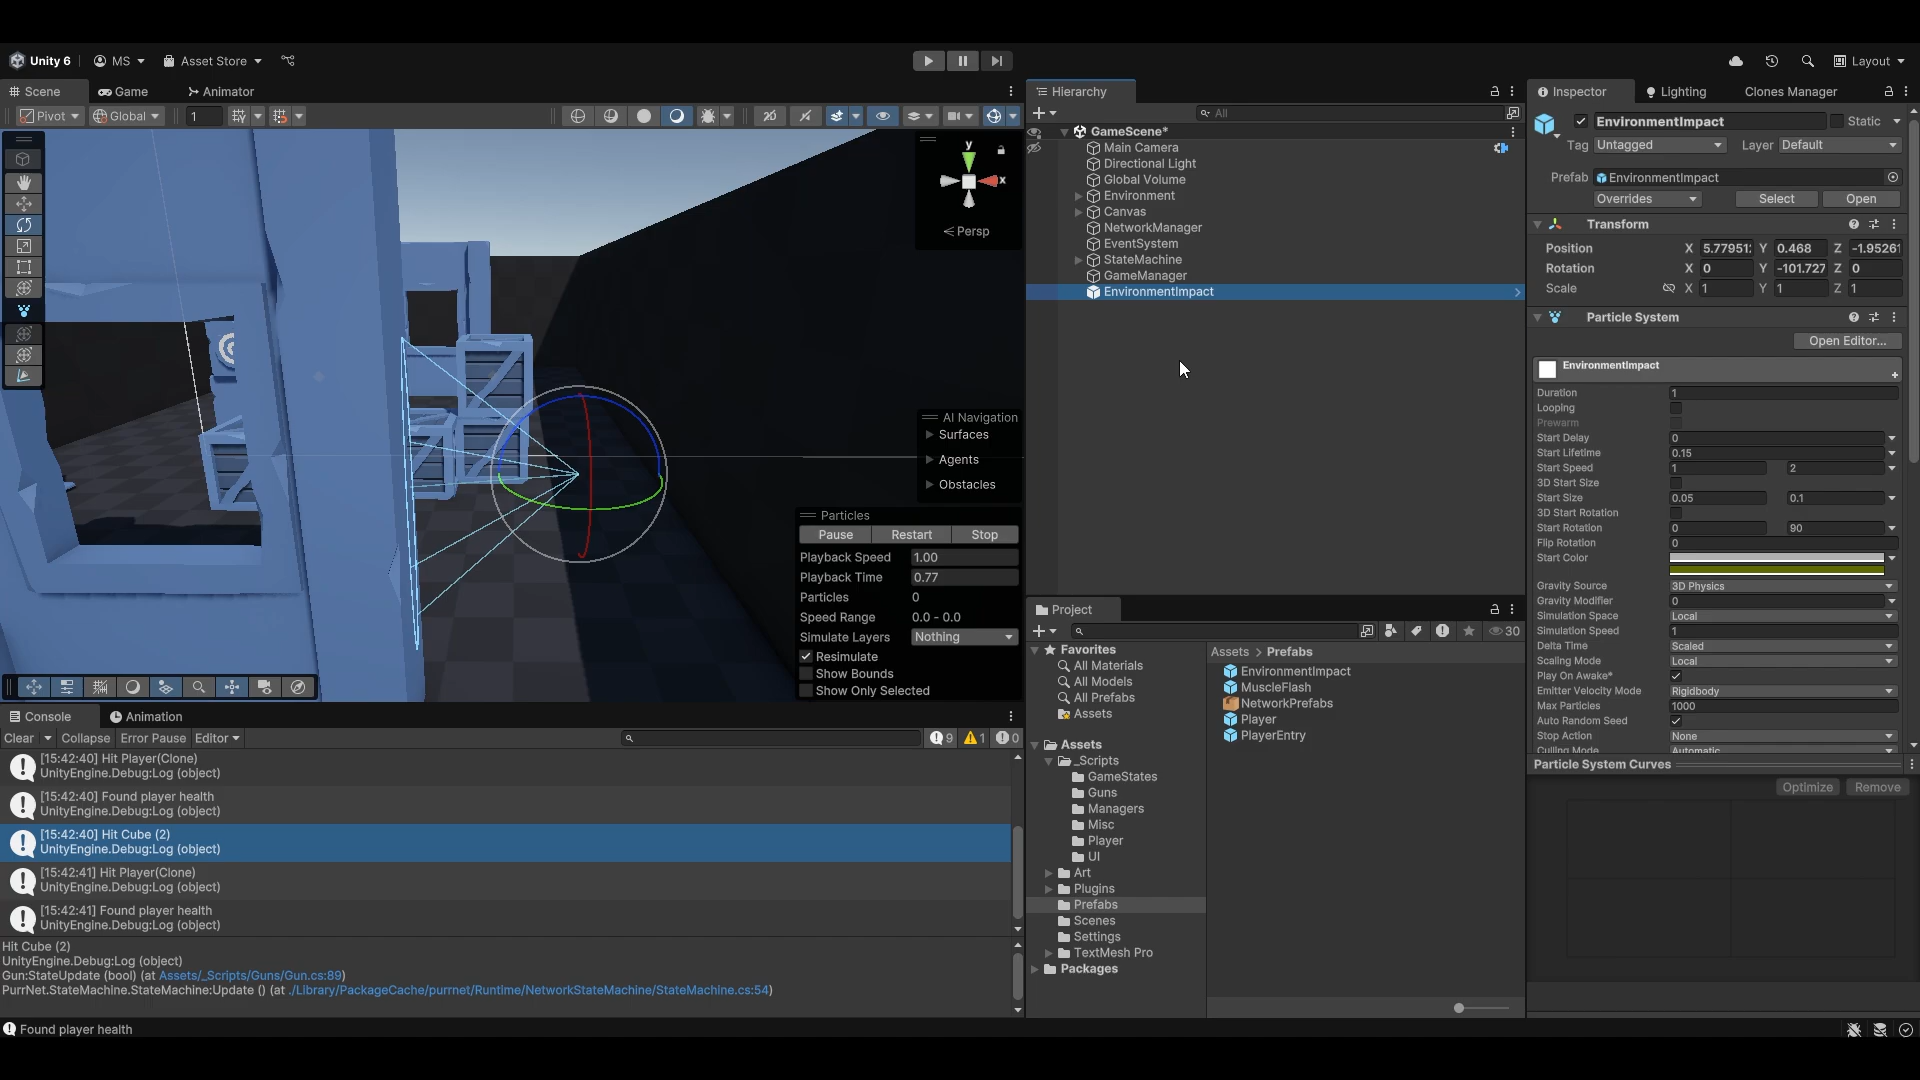 Unity 6 MS Asset Store Layout
Scene Game Animator
Pivot Global 1
y
x
Persp
AI Navigation
Surfaces
Agents
Obstacles
Particles
Pause Restart Stop
Playback Speed 1.00
Playback Time 0.77
Particles 0
Speed Range 0.0 - 0.0
Simulate Layers Nothing
Resimulate
Show Bounds
Show Only Selected
Console Animation
Clear Collapse Error Pause Editor 9 1 0
[15:42:40] Hit Player(Clone)
UnityEngine.Debug:Log (object)
[15:42:40] Found player health
UnityEngine.Debug:Log (object)
[15:42:40] Hit Cube (2)
UnityEngine.Debug:Log (object)
[15:42:41] Hit Player(Clone)
UnityEngine.Debug:Log (object)
[15:42:41] Found player health
UnityEngine.Debug:Log (object)
Hit Cube (2)
UnityEngine.Debug:Log (object)
Gun:StateUpdate (bool) (at Assets/_Scripts/Guns/Gun.cs:89)
PurrNet.StateMachine.StateMachine:Update () (at ./Library/PackageCache/purrnet/Runtime/NetworkStateMachine/StateMachine.cs:54)
Found player health
Hierarchy
All
GameScene*
Main Camera
Directional Light
Global Volume
Environment
Canvas
NetworkManager
EventSystem
StateMachine
GameManager
EnvironmentImpact
Project
30
Favorites
All Materials
All Models
All Prefabs
Assets
Assets
_Scripts
GameStates
Guns
Managers
Misc
Player
UI
Art
Plugins
Prefabs
Scenes
Settings
TextMesh Pro
Packages
Assets > Prefabs
EnvironmentImpact
MuscleFlash
NetworkPrefabs
Player
PlayerEntry
Inspector Lighting Clones Manager
EnvironmentImpact Static
Tag Untagged Layer Default
Prefab EnvironmentImpact
Overrides Select Open
Transform
Position X 5.77951 Y 0.468 Z -1.9526
Rotation X 0 Y -101.727 Z 0
Scale X 1 Y 1 Z 1
Particle System
Open Editor...
EnvironmentImpact
Duration 1
Looping
Prewarm
Start Delay 0
Start Lifetime 0.15
Start Speed 1 2
3D Start Size
Start Size 0.05 0.1
3D Start Rotation
Start Rotation 0 90
Flip Rotation 0
Start Color
Gravity Source 3D Physics
Gravity Modifier 0
Simulation Space Local
Simulation Speed 1
Delta Time Scaled
Scaling Mode Local
Play On Awake*
Emitter Velocity Mode Rigidbody
Max Particles 1000
Auto Random Seed
Stop Action None
Culling Mode Automatic
Particle System Curves
Optimize Remove